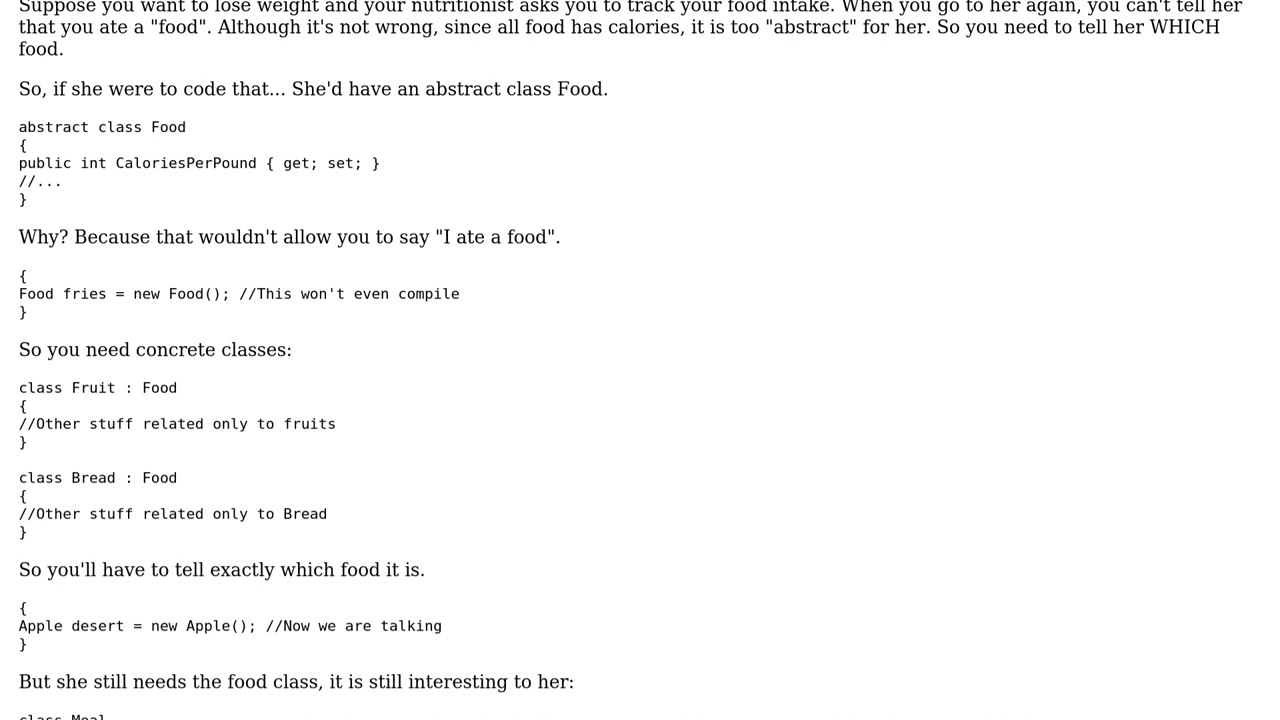 Suppose you want to lose weight and your nutritionist asks you to track your food intake. When you go to her again, you can't tell her
that you ate a "food". Although it's not wrong, since all food has calories, it is too "abstract" for her. So you need to tell her WHICH
food.
So, if she were to code that... She'd have an abstract class Food.
abstract class Food
{
public int CaloriesPerPound { get; set; }
//...
}
Why? Because that wouldn't allow you to say "I ate a food".
{
Food fries = new Food(); //This won't even compile
}
So you need concrete classes:
class Fruit : Food
{
//Other stuff related only to fruits
}
class Bread : Food
{
//Other stuff related only to Bread
}
So you'll have to tell exactly which food it is.
{
Apple desert = new Apple(); //Now we are talking
}
But she still needs the food class, it is still interesting to her:
class Meal